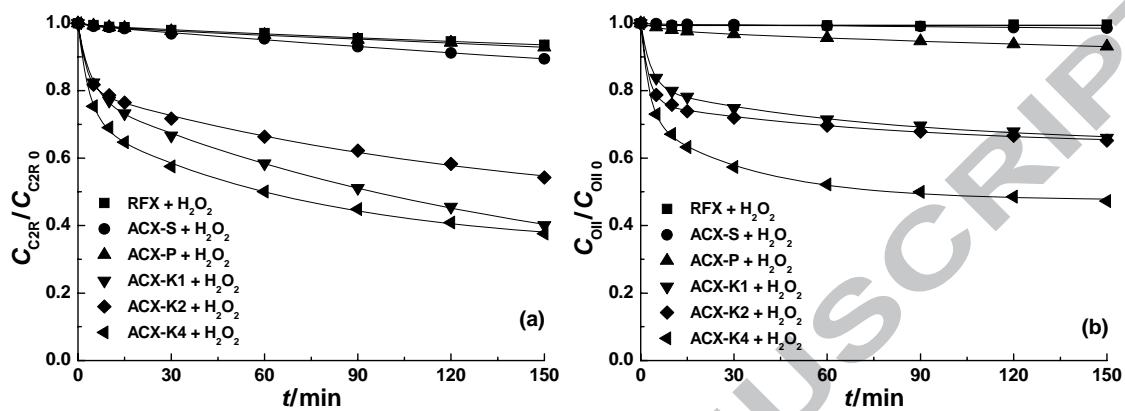 1.0
0.8
0.6
0.4
0.2
0.0
C_C2R / C_C2R 0
RFX + H₂O₂
ACX-S + H₂O₂
ACX-P + H₂O₂
ACX-K1 + H₂O₂
ACX-K2 + H₂O₂
ACX-K4 + H₂O₂
(a)
0 30 60 90 120 150
t/min
1.0
0.8
0.6
0.4
0.2
0.0
C_OII / C_OII 0
RFX + H₂O₂
ACX-S + H₂O₂
ACX-P + H₂O₂
ACX-K1 + H₂O₂
ACX-K2 + H₂O₂
ACX-K4 + H₂O₂
(b)
0 30 60 90 120 150
t/min
USCRIPT